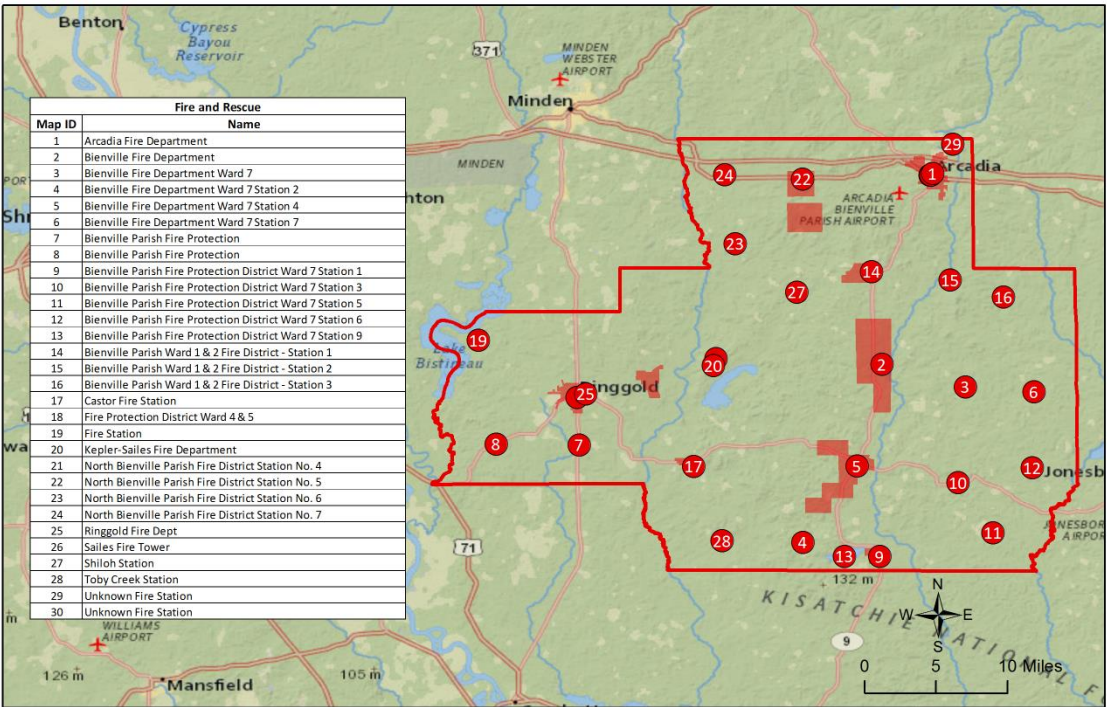 Benton
Cypress
Bayou
Reservoir
371
MINDEN
WEBSTER
AIRPORT
Minden
Fire and Rescue
Map ID Name
1 Arcadia Fire Department
2 Bienville Fire Department
3 Bienville Fire Department Ward 7
4 Bienville Fire Department Ward 7 Station 2
5 Bienville Fire Department Ward 7 Station 4
6 Bienville Fire Department Ward 7 Station 7
7 Bienville Parish Fire Protection
8 Bienville Parish Fire Protection
9 Bienville Parish Fire Protection District Ward 7 Station 1
10 Bienville Parish Fire Protection District Ward 7 Station 3
11 Bienville Parish Fire Protection District Ward 7 Station 5
12 Bienville Parish Fire Protection District Ward 7 Station 6
13 Bienville Parish Fire Protection District Ward 7 Station 9
14 Bienville Parish Ward 1 & 2 Fire District - Station 1
15 Bienville Parish Ward 1 & 2 Fire District - Station 2
16 Bienville Parish Ward 1 & 2 Fire District - Station 3
17 Castor Fire Station
18 Fire Protection District Ward 4 & 5
19 Fire Station
20 Kepler-Sailes Fire Department
21 North Bienville Parish Fire District Station No. 4
22 North Bienville Parish Fire District Station No. 5
23 North Bienville Parish Fire District Station No. 6
24 North Bienville Parish Fire District Station No. 7
25 Ringgold Fire Dept
26 Sailes Fire Tower
27 Shiloh Station
28 Toby Creek Station
29 Unknown Fire Station
30 Unknown Fire Station
MINDEN
hton
29
24
22
1
Arcadia
ARCADIA
BIENVILLE
PARISH AIRPORT
23
14
15
27
16
19
Lake
Bistineau
20
2
3
6
25
Ringgold
8
7
17
5
12
Jonesb
10
11
JONESBOR
AIRPOR
71
28
4
13
9
132 m
KISATCHIE NATIONAL FO
N
W E
S
9
0 5 10 Miles
WILLIAMS
AIRPORT
126 m
Mansfield
105 m